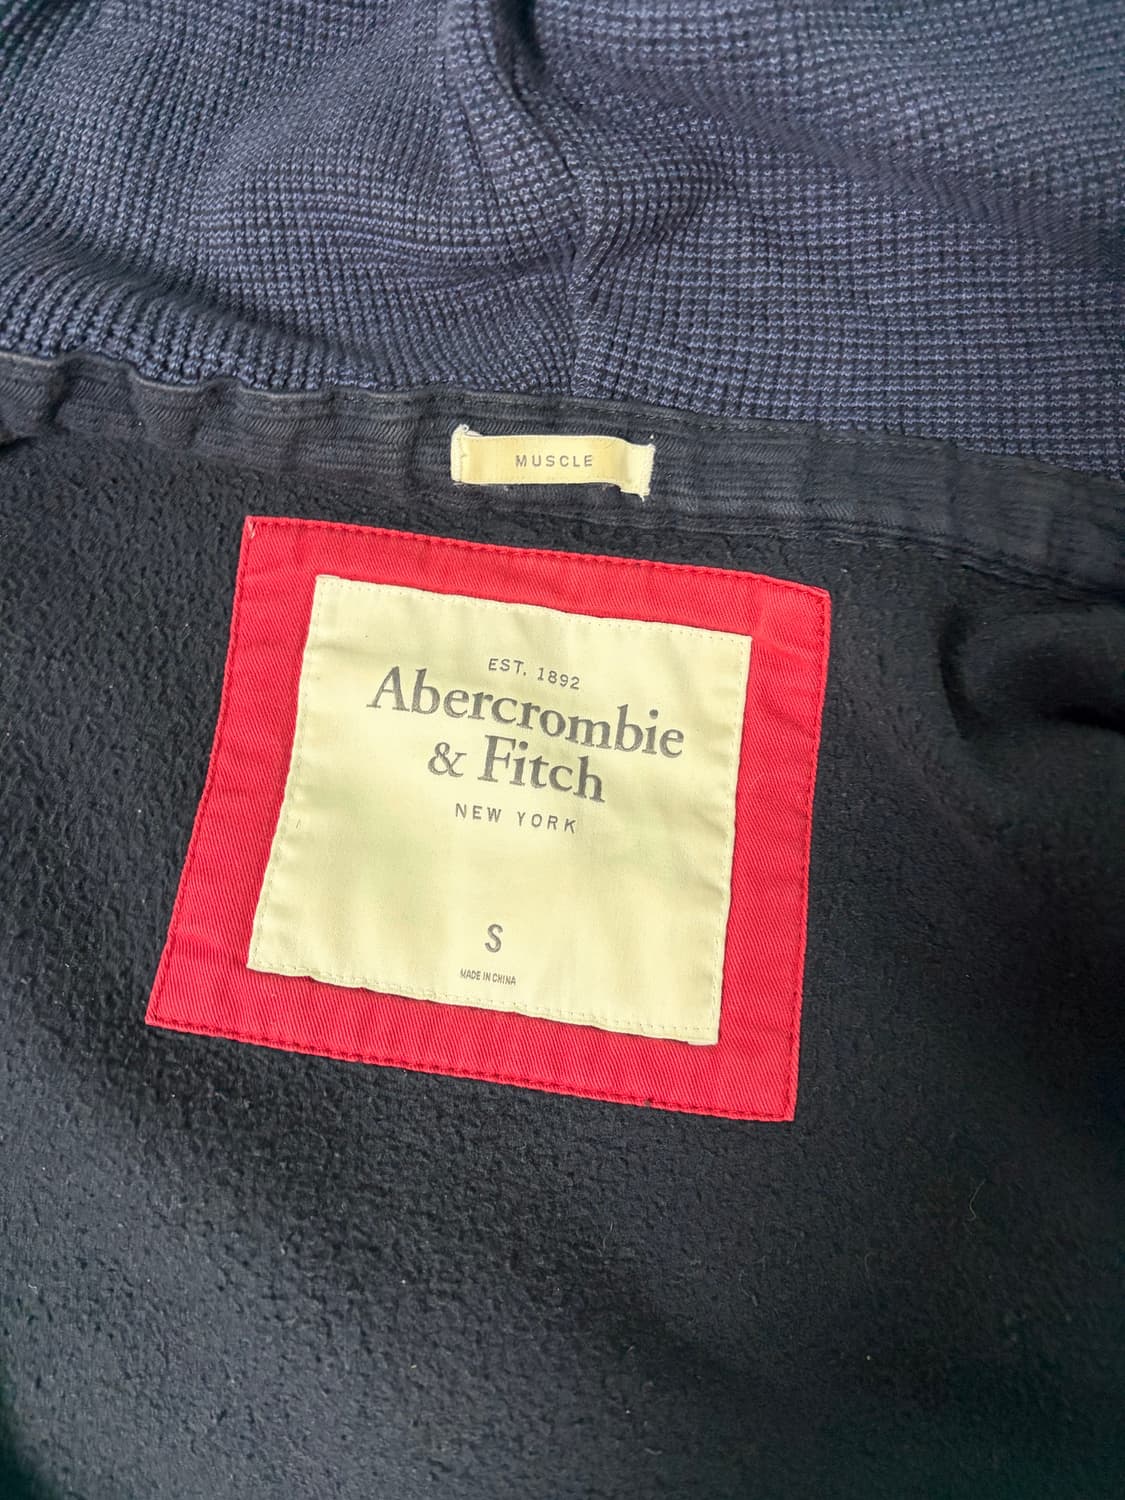 MUSCLE
EST. 1892
Abercrombie
& Fitch
NEW YORK
S
MADE IN CHINA